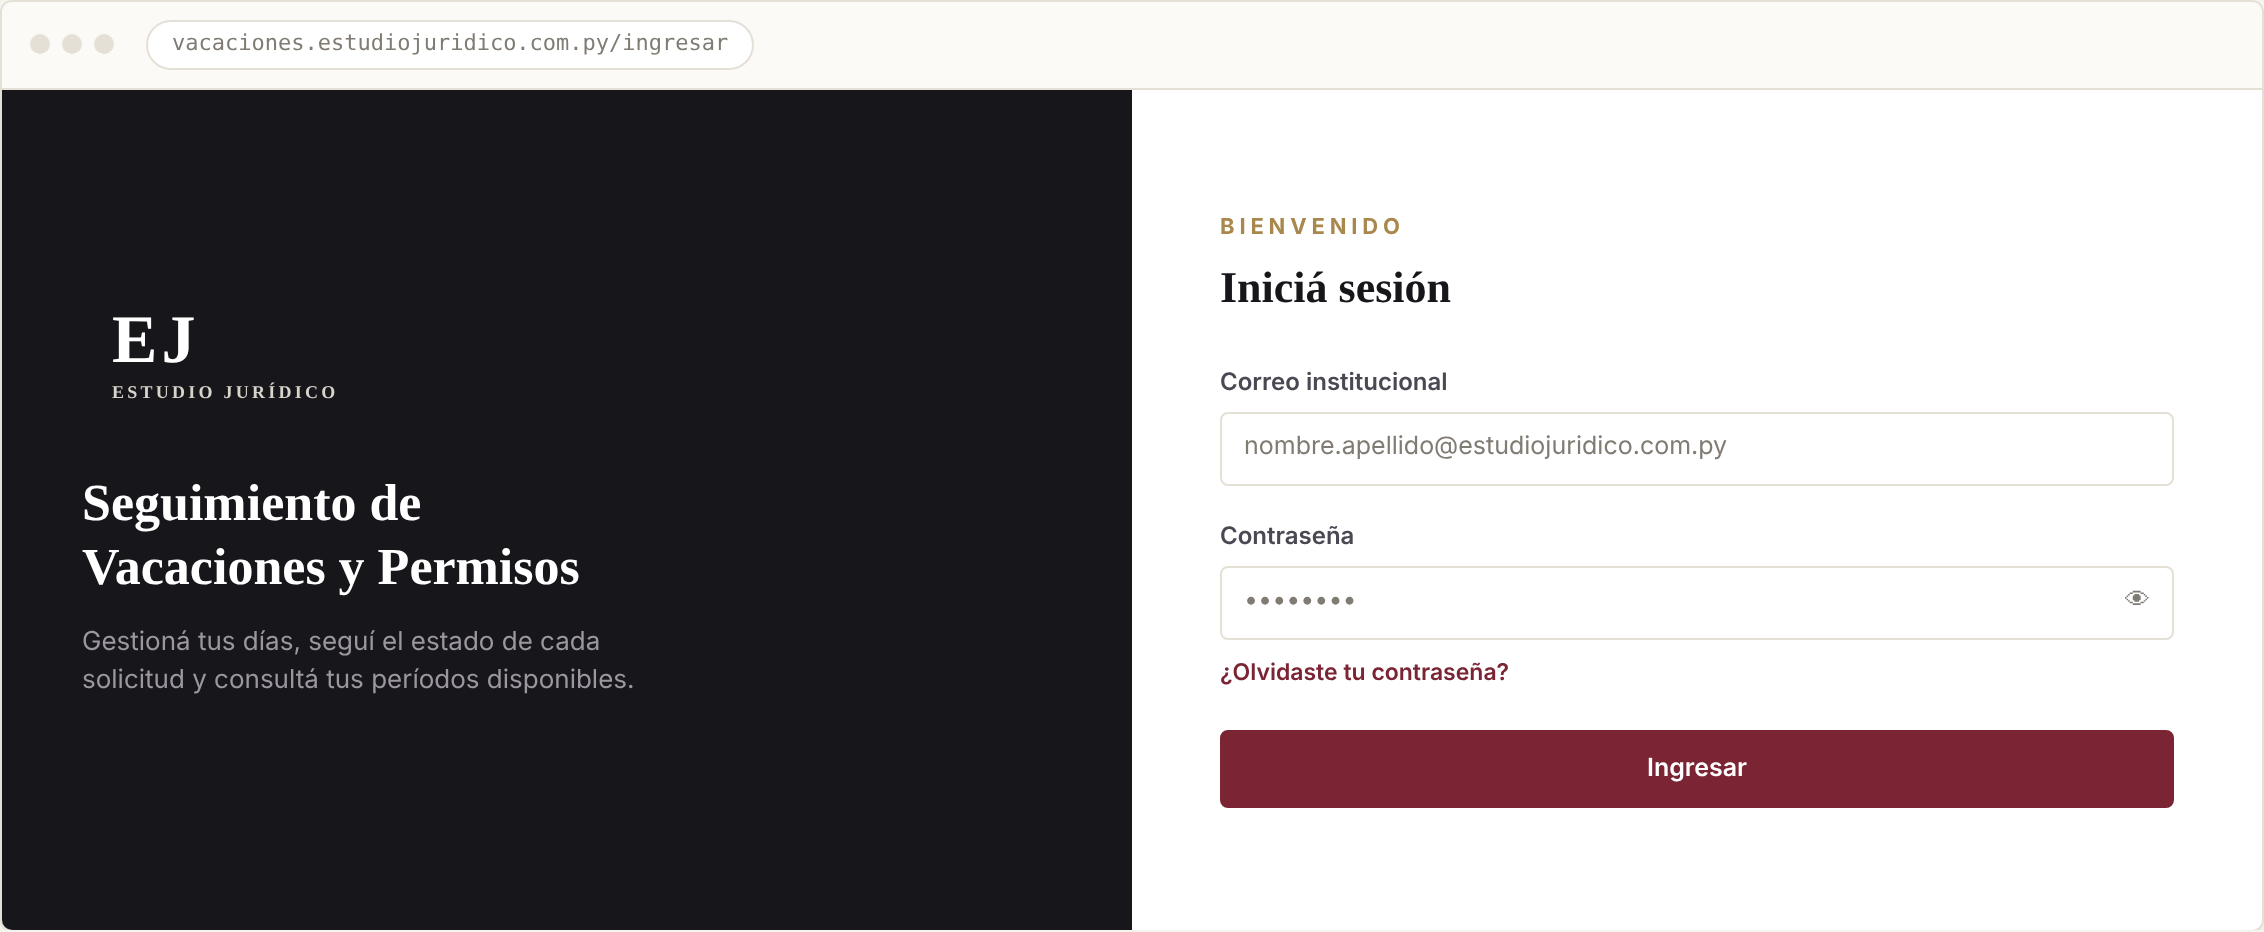 vacaciones.estudiojuridico.com.py/ingresar
EJ
ESTUDIO JURÍDICO
Seguimiento de
Vacaciones y Permisos
Gestioná tus días, seguí el estado de cada
solicitud y consultá tus períodos disponibles.
BIENVENIDO
Iniciá sesión
Correo institucional
nombre.apellido@estudiojuridico.com.py
Contraseña
••••••••
¿Olvidaste tu contraseña?
Ingresar